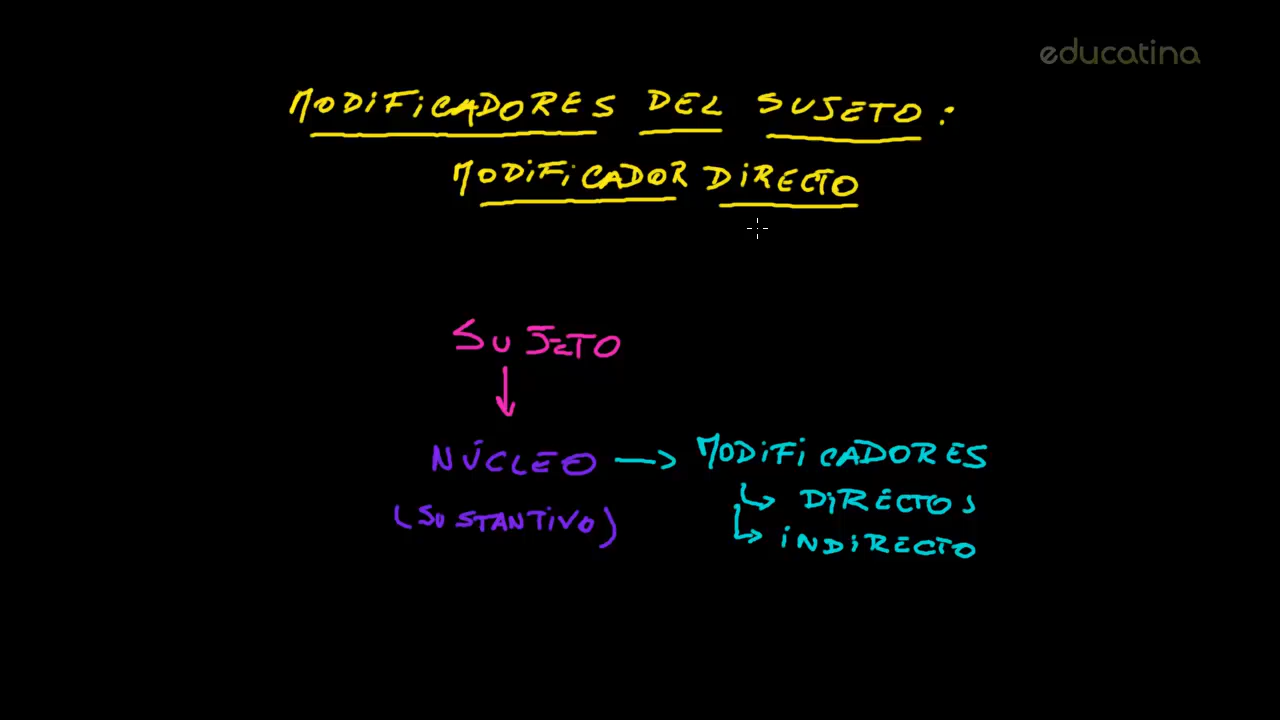 educatina
MODIFICADORES DEL SUJETO:
MODIFICADOR DIRECTO
SUJETO
NÚCLEO → MODIFICADORES
(SUSTANTIVO)
↳ DIRECTOS
↳ INDIRECTO